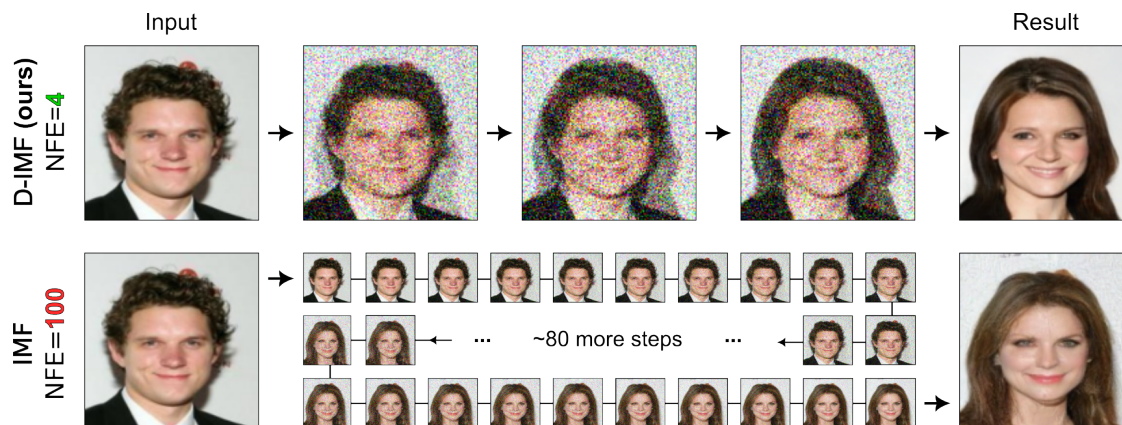 Input
Result
D-IMF (ours)
NFE=4
IMF
NFE=100
... ~80 more steps ...